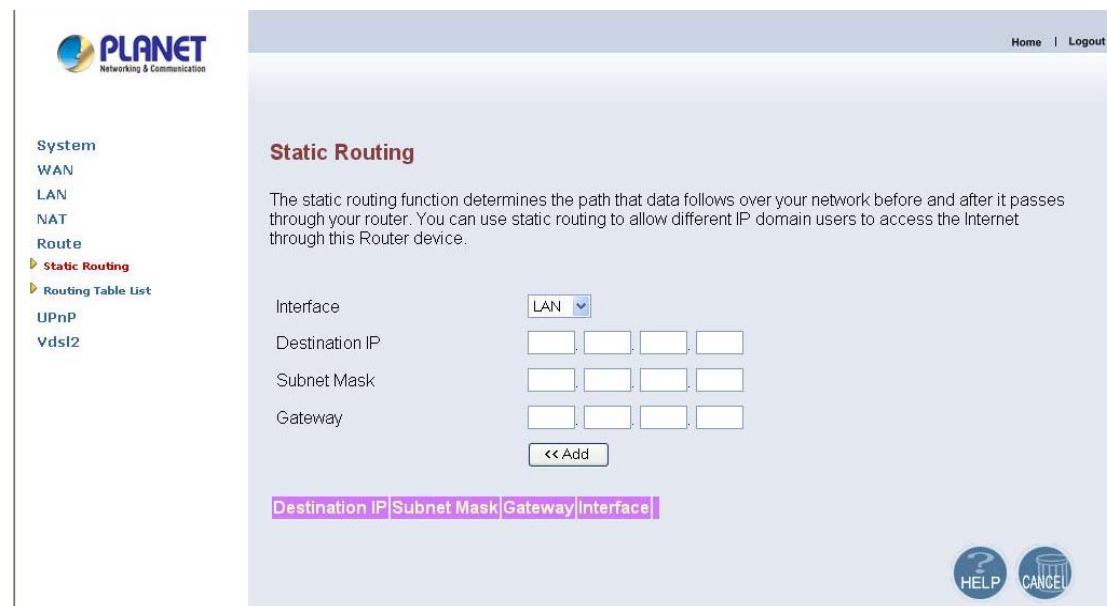 PLANET
Networking & Communication
Home | Logout
System
WAN
LAN
NAT
Route
Static Routing
Routing Table List
UPnP
Vdsl2
Static Routing
The static routing function determines the path that data follows over your network before and after it passes
through your router. You can use static routing to allow different IP domain users to access the Internet
through this Router device.
Interface LAN
Destination IP . . .
Subnet Mask . . .
Gateway . . .
<< Add
Destination IP Subnet Mask Gateway Interface
HELP CANCEL